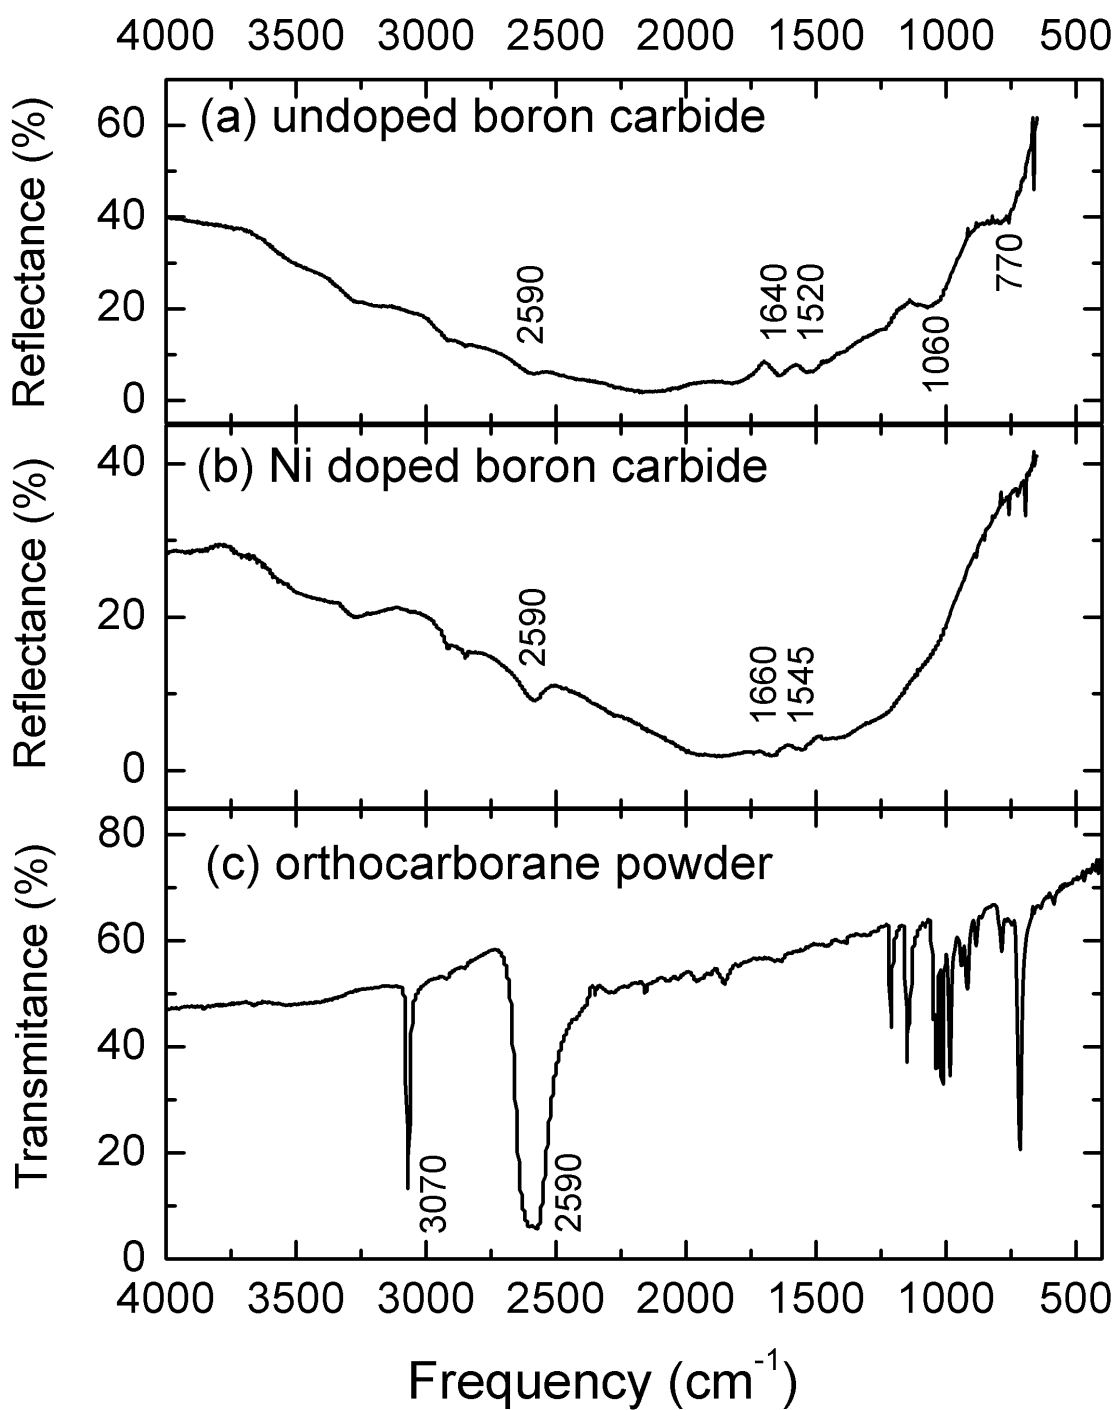 4000 3500 3000 2500 2000 1500 1000 500
(a) undoped boron carbide
Reflectance (%)
60
40
20
0
2590
1640
1520
1060
770
(b) Ni doped boron carbide
Reflectance (%)
40
20
0
2590
1660
1545
(c) orthocarborane powder
Transmitance (%)
80
60
40
20
0
3070
2590
4000 3500 3000 2500 2000 1500 1000 500
Frequency (cm⁻¹)